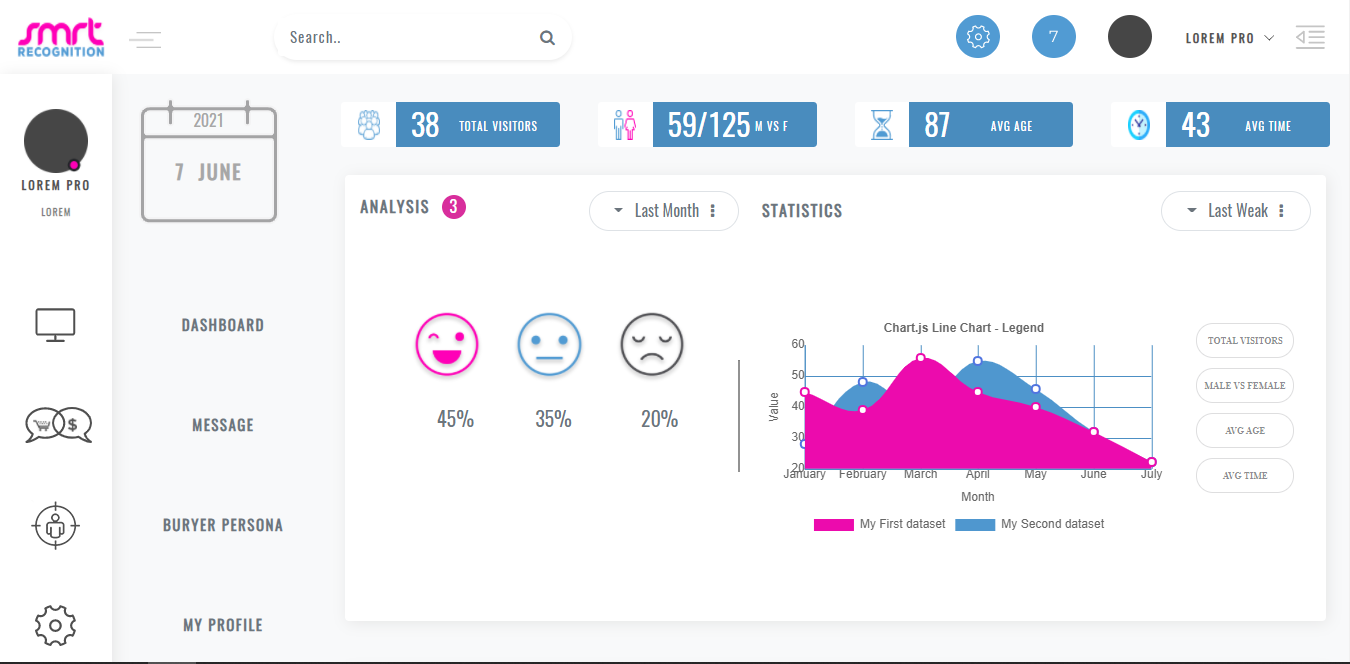 smrt
RECOGNITION
Search..
7
LOREM PRO
LOREM PRO
LOREM
2021
7 JUNE
38 TOTAL VISITORS
59/125 M VS F
87 AVG AGE
43 AVG TIME
DASHBOARD
MESSAGE
BURYER PERSONA
MY PROFILE
ANALYSIS 3
Last Month
STATISTICS
Last Weak
45%
35%
20%
Chart.js Line Chart - Legend
60
50
40
30
20
Value
January February March April May June July
Month
My First dataset My Second dataset
TOTAL VISITORS
MALE VS FEMALE
AVG AGE
AVG TIME
$